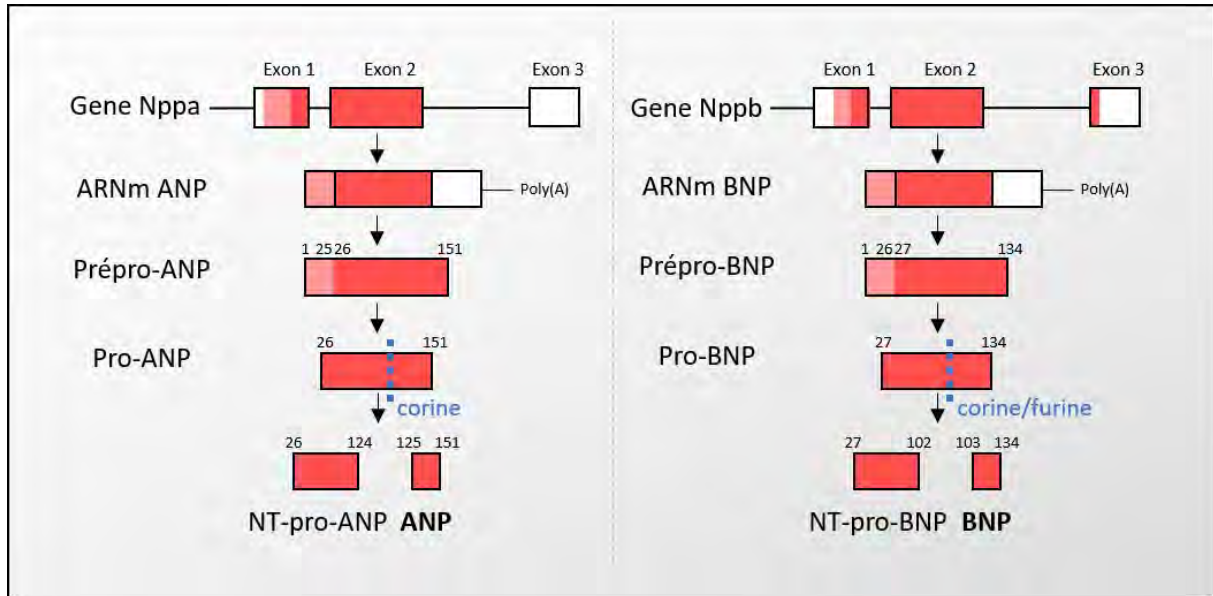 Exon 1 Exon 2 Exon 3
Gene Nppa
ARNm ANP
Poly(A)
1 25 26 151
Prépro-ANP
26 151
Pro-ANP
corine
26 124 125 151
NT-pro-ANP ANP
Exon 1 Exon 2 Exon 3
Gene Nppb
ARNm BNP
Poly(A)
1 26 27 134
Prépro-BNP
27 134
Pro-BNP
corine/furine
27 102 103 134
NT-pro-BNP BNP